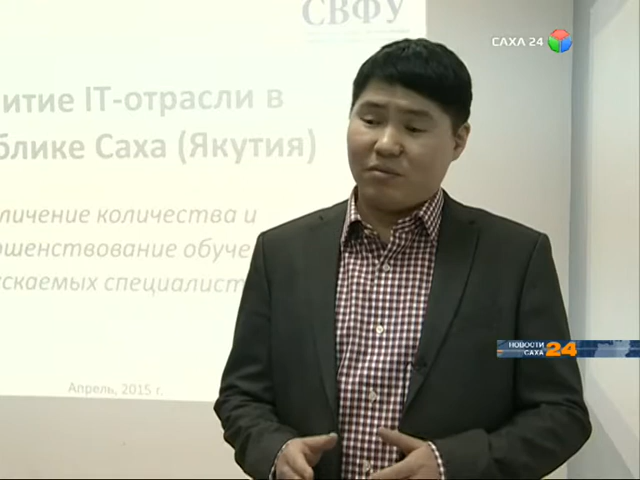 СВФУ
САХА 24
итие IT-отрасли в
блике Саха (Якутия)
личение количества и
ршенствование обуче
скаемых специалист
НОВОСТИ
САХА 24
Апрель, 2015 г.